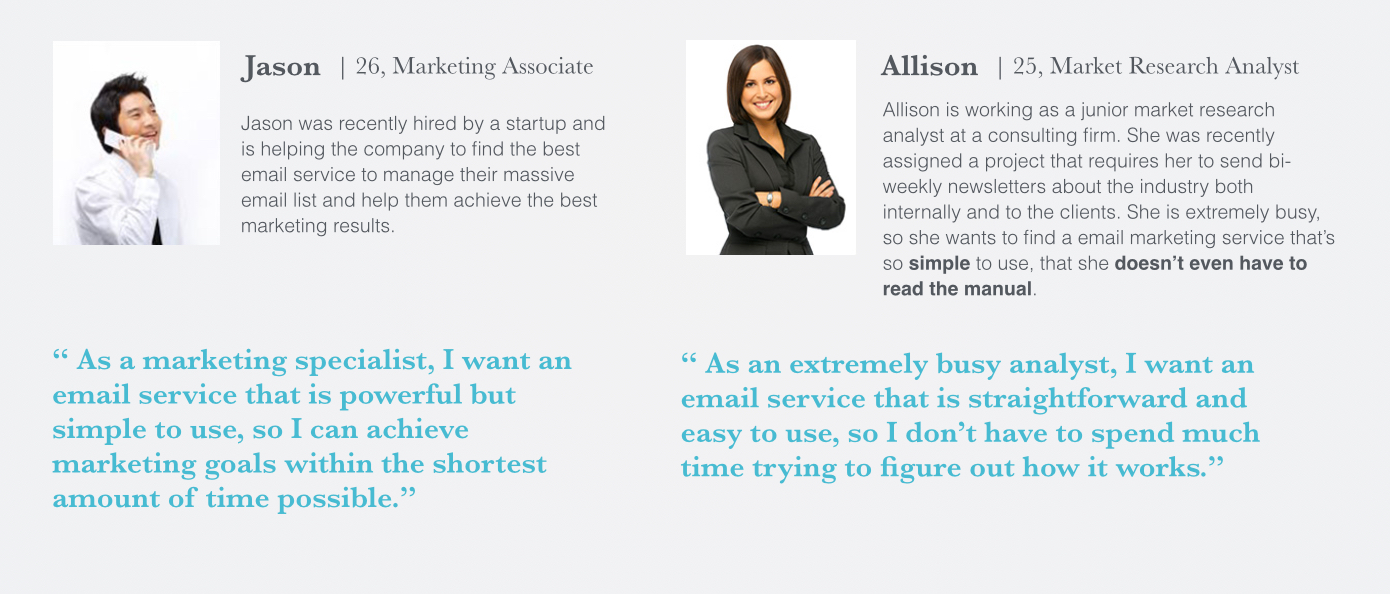 Jason | 26, Marketing Associate
Jason was recently hired by a startup and
is helping the company to find the best
email service to manage their massive
email list and help them achieve the best
marketing results.
“ As a marketing specialist, I want an
email service that is powerful but
simple to use, so I can achieve
marketing goals within the shortest
amount of time possible.”
Allison | 25, Market Research Analyst
Allison is working as a junior market research
analyst at a consulting firm. She was recently
assigned a project that requires her to send bi-
weekly newsletters about the industry both
internally and to the clients. She is extremely busy,
so she wants to find a email marketing service that’s
so simple to use, that she doesn’t even have to
read the manual.
“ As an extremely busy analyst, I want an
email service that is straightforward and
easy to use, so I don’t have to spend much
time trying to figure out how it works.”